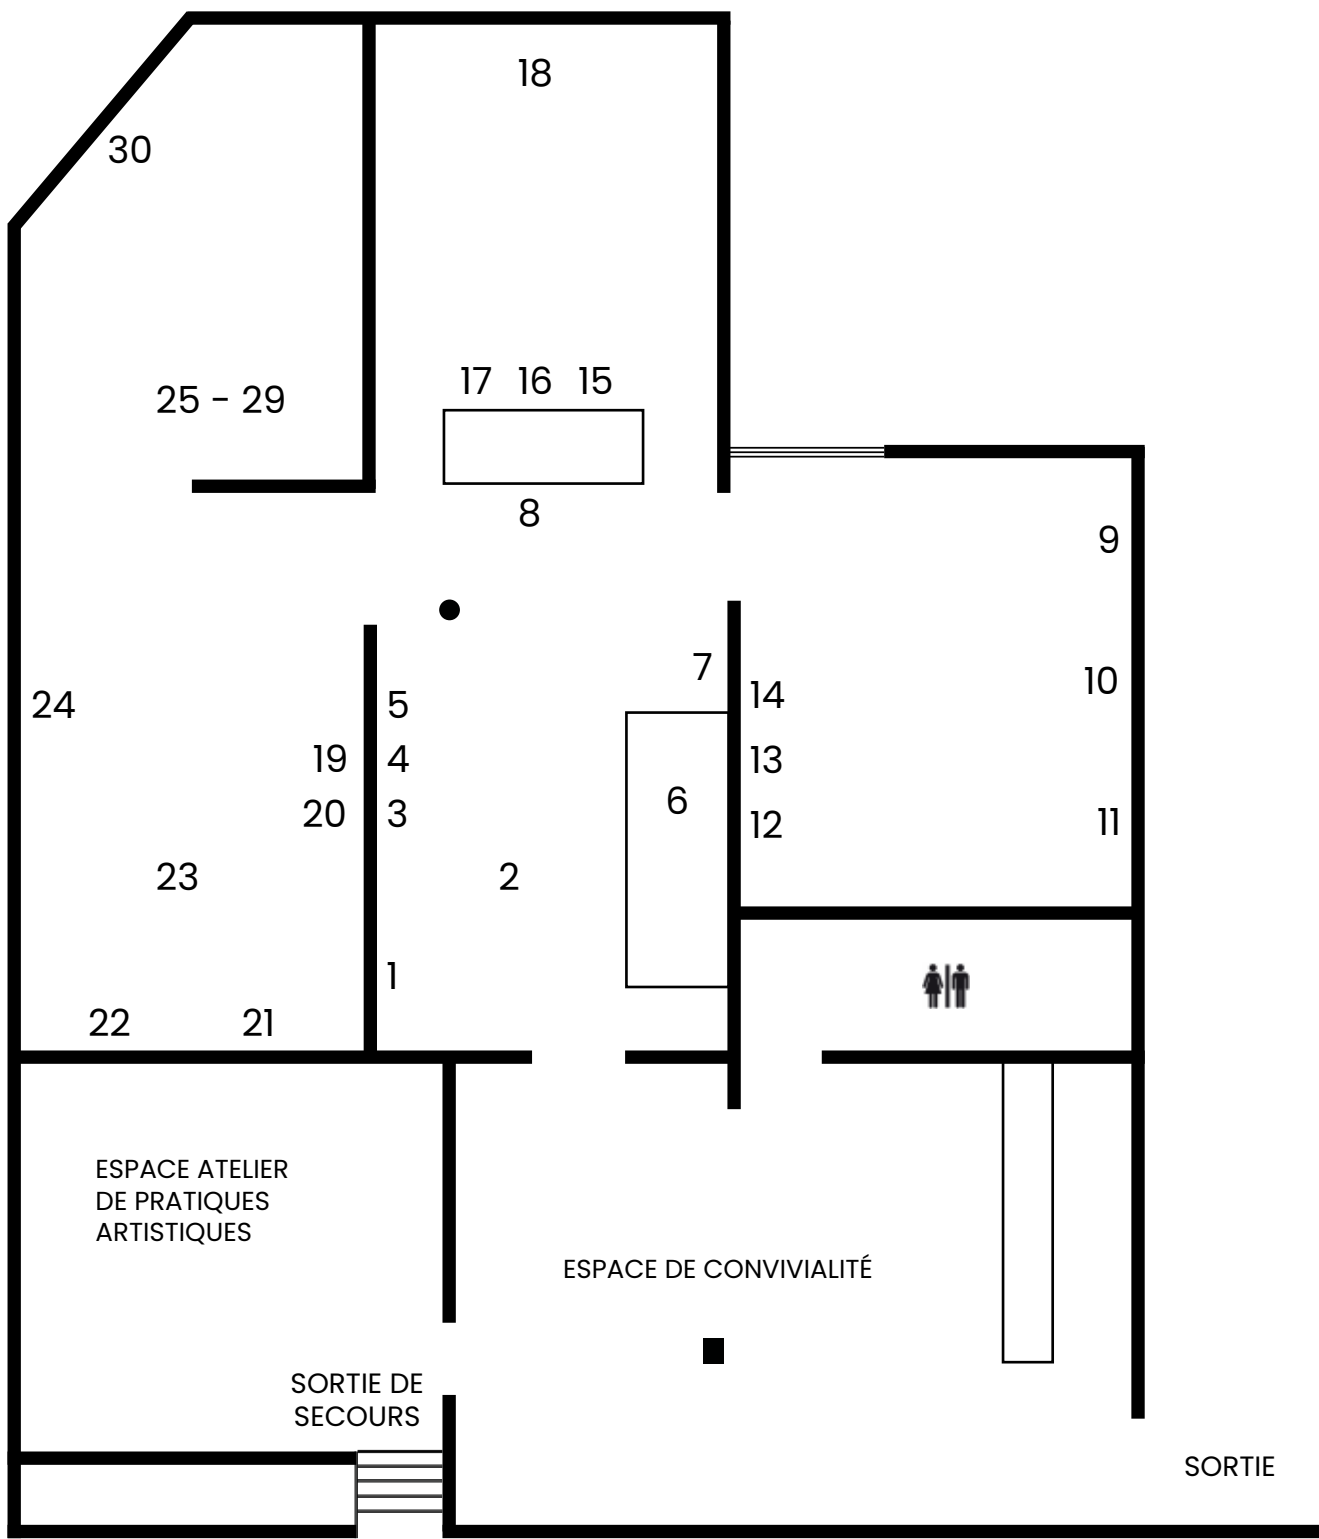 18
30
17 16 15
25 - 29
8
9
7
10
14
24
5
19
4
13
6
20
3
12
11
23
2
1
22
21
ESPACE ATELIER
DE PRATIQUES
ARTISTIQUES
ESPACE DE CONVIVIALITÉ
SORTIE DE
SECOURS
SORTIE